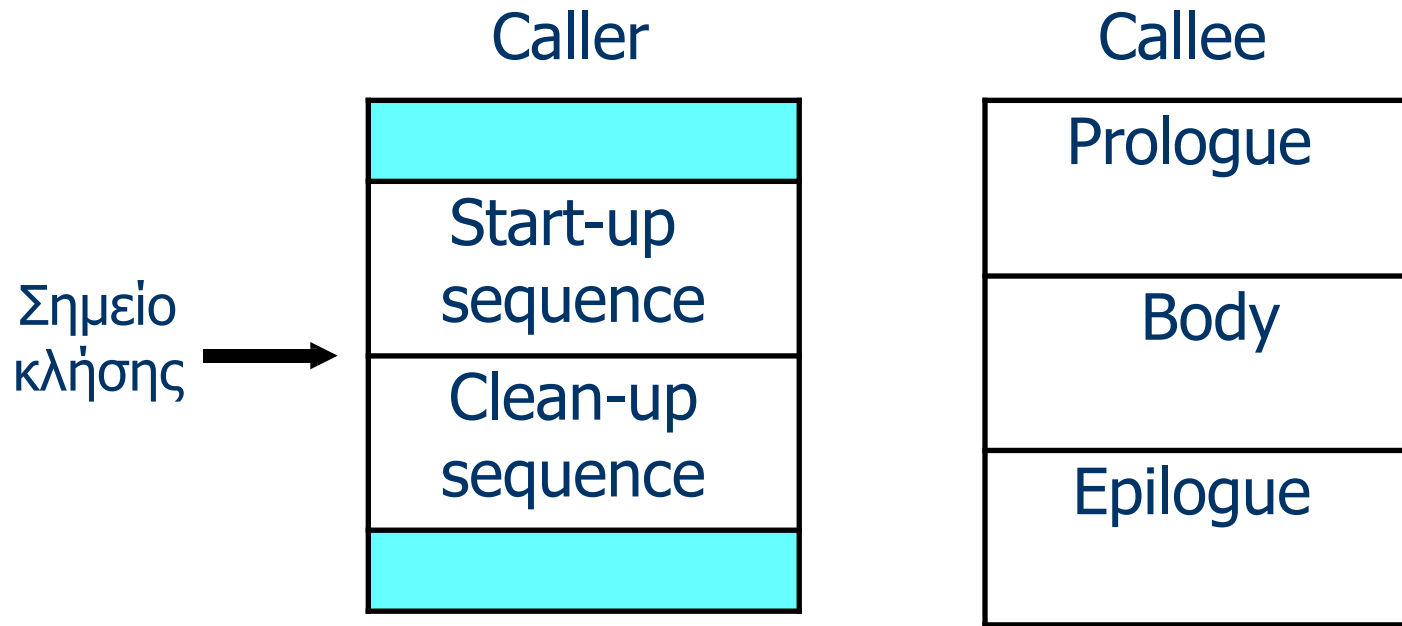 Caller
Callee
Start-up
sequence
Clean-up
sequence
Σημείο
κλήσης
Prologue
Body
Epilogue